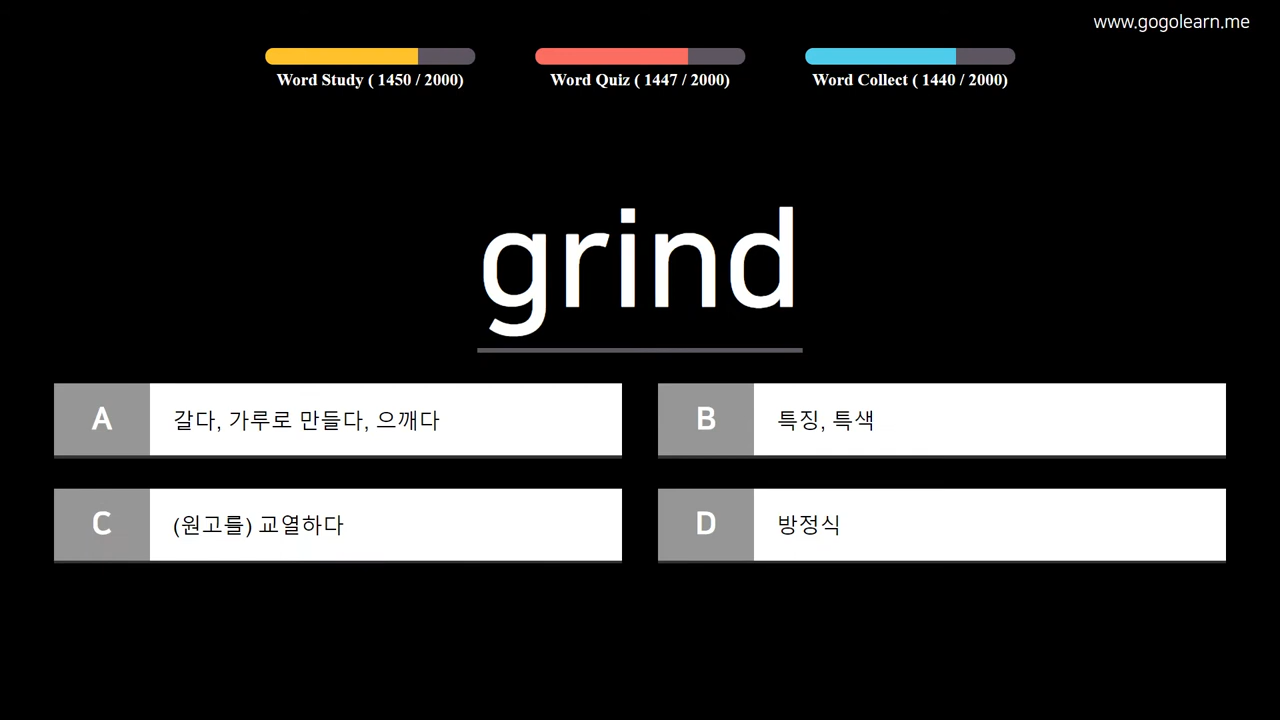 www.gogolearn.me
Word Study ( 1450 / 2000)
Word Quiz ( 1447 / 2000)
Word Collect ( 1440 / 2000)
grind
A 갈다, 가루로 만들다, 으깨다
B 특징, 특색
C (원고를) 교열하다
D 방정식